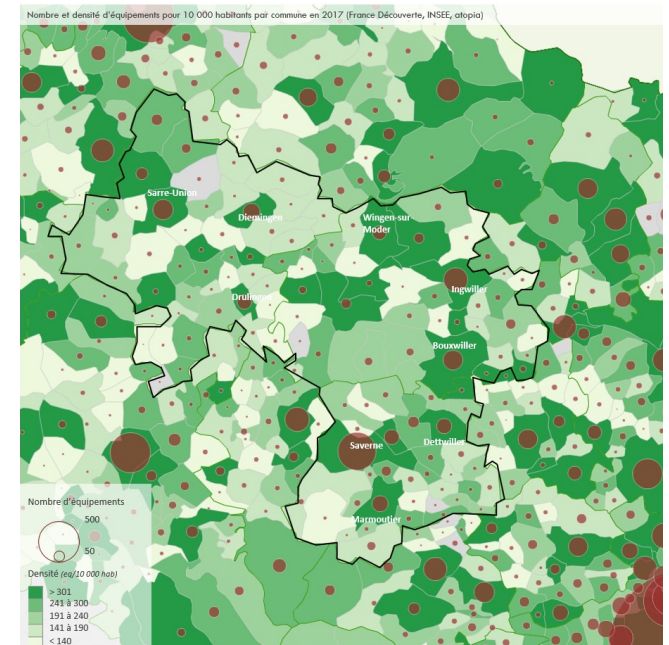 Nombre et densité d'équipements pour 10 000 habitants par commune en 2017 (France Découverte, INSEE, atopia)
Sarre-Union
Diemingen
Wingen-sur
Moder
Drulingen
Ingwiller
Bouxwiller
Saverne
Dettwiller
Marmoutier
Nombre d'équipements
500
50
Densité (eq/10 000 hab)
> 301
241 à 300
191 à 240
141 à 190
< 140